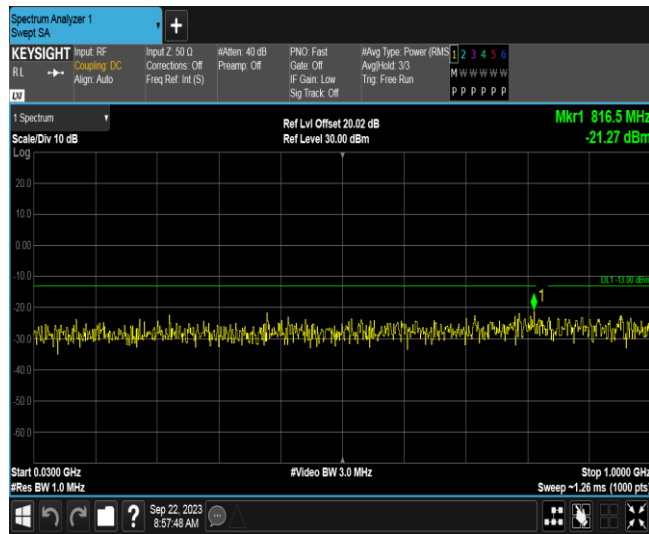 Spectrum Analyzer 1
Swept SA
+
KEYSIGHT
RL
LXI
Input: RF
Coupling: DC
Align: Auto
Input Z: 50 Ω
Corrections: Off
Freq Ref: Int (S)
#Atten: 40 dB
Preamp: Off
PNO: Fast
Gate: Off
IF Gain: Low
Sig Track: Off
#Avg Type: Power (RMS
Avg|Hold: 3/3
Trig: Free Run
1 2 3 4 5 6
M W W W W W
P P P P P P
1 Spectrum
Scale/Div 10 dB
Ref Lvl Offset 20.02 dB
Ref Level 30.00 dBm
Mkr1 816.5 MHz
-21.27 dBm
Log
20.0
10.0
0.00
-10.0
DL1 -13.00 dBm
1
-20.0
-30.0
-40.0
-50.0
-60.0
Start 0.0300 GHz
#Res BW 1.0 MHz
#Video BW 3.0 MHz
Stop 1.0000 GHz
Sweep ~1.26 ms (1000 pts)
?
Sep 22, 2023
8:57:48 AM